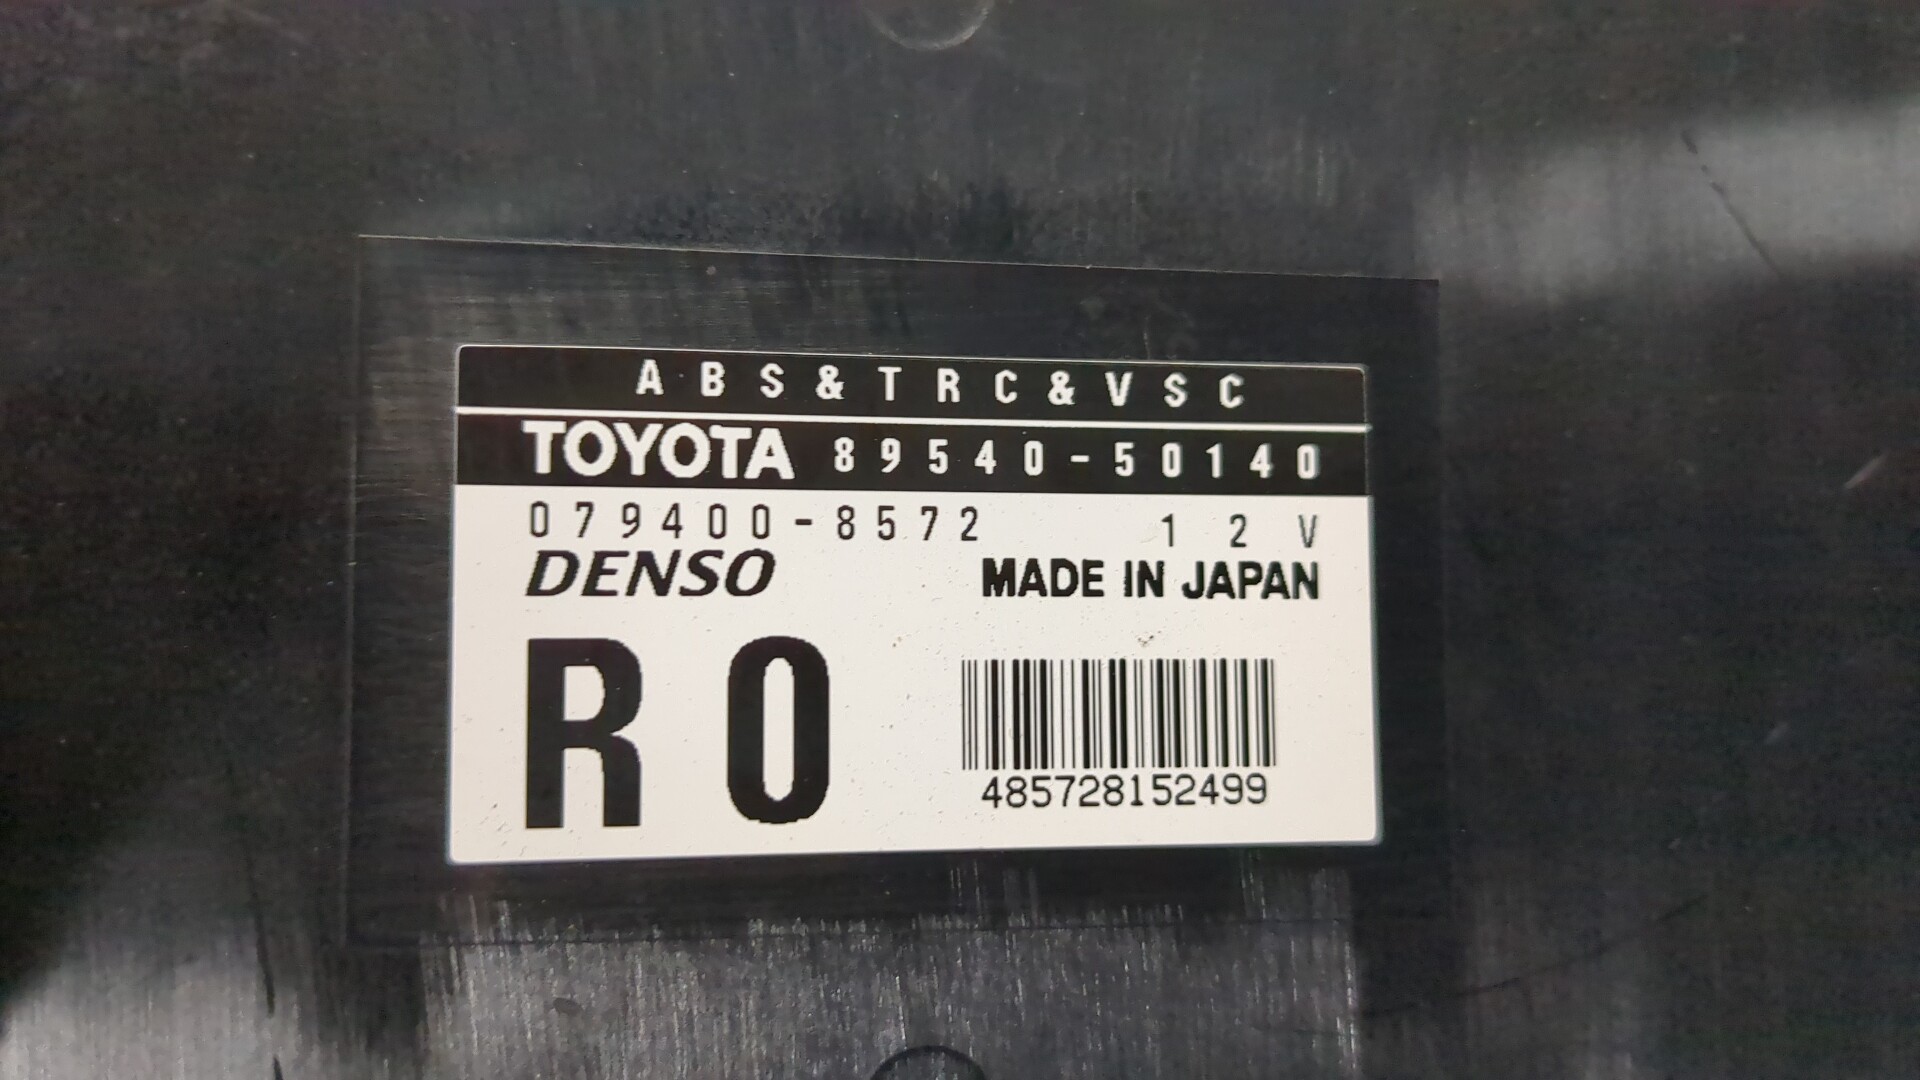 ABS&TRC&VSC
TOYOTA 89540-50140
079400-8572 12V
DENSO MADE IN JAPAN
R0
485728152499